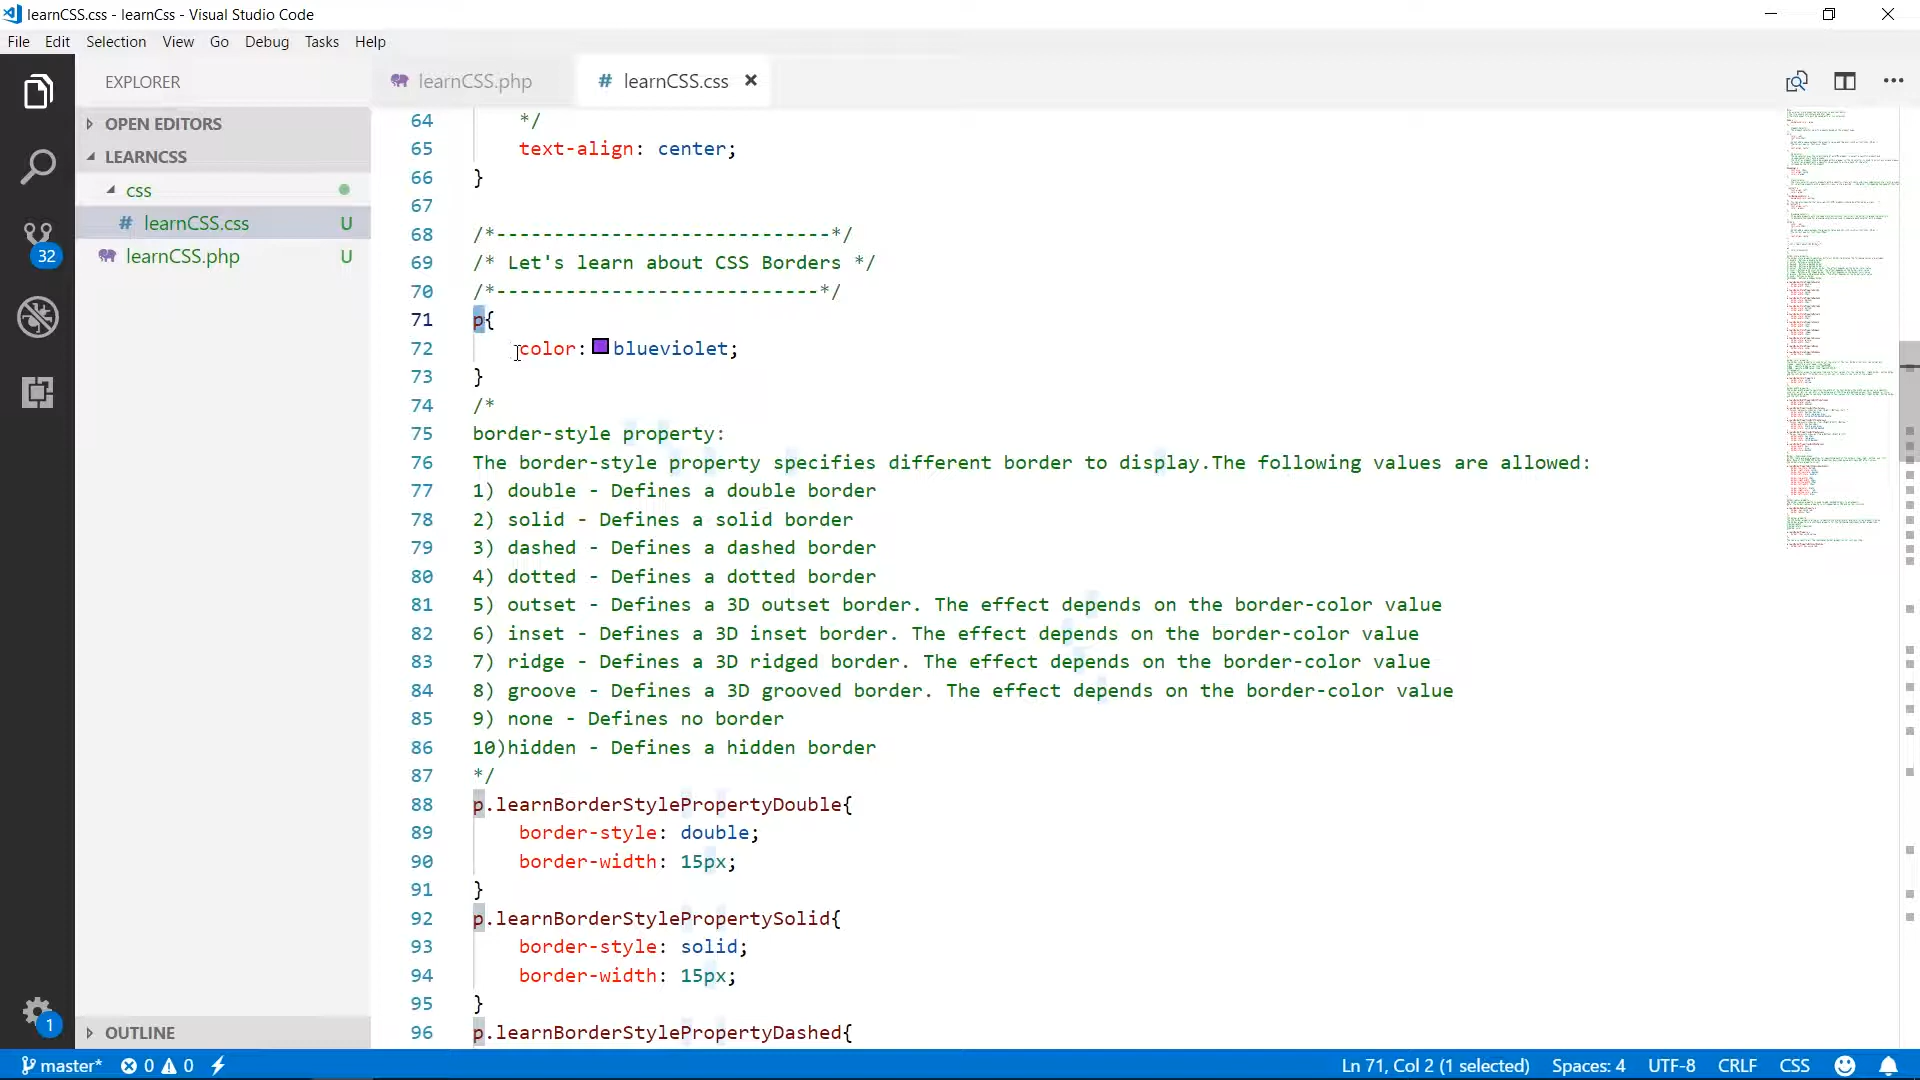 learnCSS.css - learnCss - Visual Studio Code
File Edit Selection View Go Debug Tasks Help
EXPLORER
OPEN EDITORS
LEARNCSS
css
# learnCSS.css U
learnCSS.php U
32
1
OUTLINE
learnCSS.php
# learnCSS.css
64 */
65 text-align: center;
66 }
67
68 /*-----------------------------*/
69 /* Let's learn about CSS Borders */
70 /*----------------------------*/
71 p{
72 color: blueviolet;
73 }
74 /*
75 border-style property:
76 The border-style property specifies different border to display.The following values are allowed:
77 1) double - Defines a double border
78 2) solid - Defines a solid border
79 3) dashed - Defines a dashed border
80 4) dotted - Defines a dotted border
81 5) outset - Defines a 3D outset border. The effect depends on the border-color value
82 6) inset - Defines a 3D inset border. The effect depends on the border-color value
83 7) ridge - Defines a 3D ridged border. The effect depends on the border-color value
84 8) groove - Defines a 3D grooved border. The effect depends on the border-color value
85 9) none - Defines no border
86 10)hidden - Defines a hidden border
87 */
88 p.learnBorderStylePropertyDouble{
89 border-style: double;
90 border-width: 15px;
91 }
92 p.learnBorderStylePropertySolid{
93 border-style: solid;
94 border-width: 15px;
95 }
96 p.learnBorderStylePropertyDashed{
master* 0 0 Ln 71, Col 2 (1 selected) Spaces: 4 UTF-8 CRLF CSS